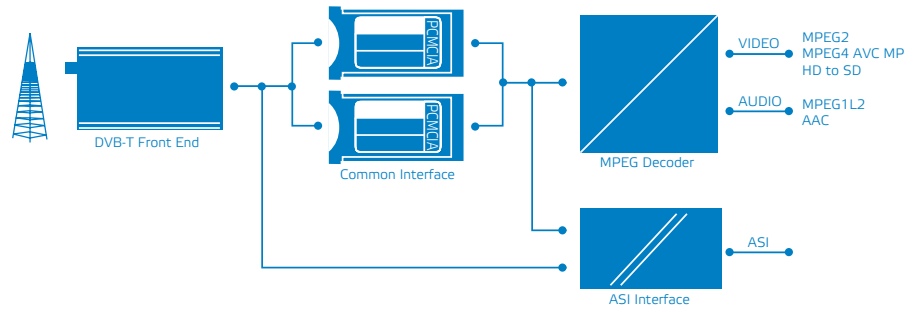 DVB-T Front End
PCMCIA
PCMCIA
Common Interface
MPEG Decoder
VIDEO
MPEG2
MPEG4 AVC MP
HD to SD
AUDIO
MPEG1L2
AAC
ASI Interface
ASI